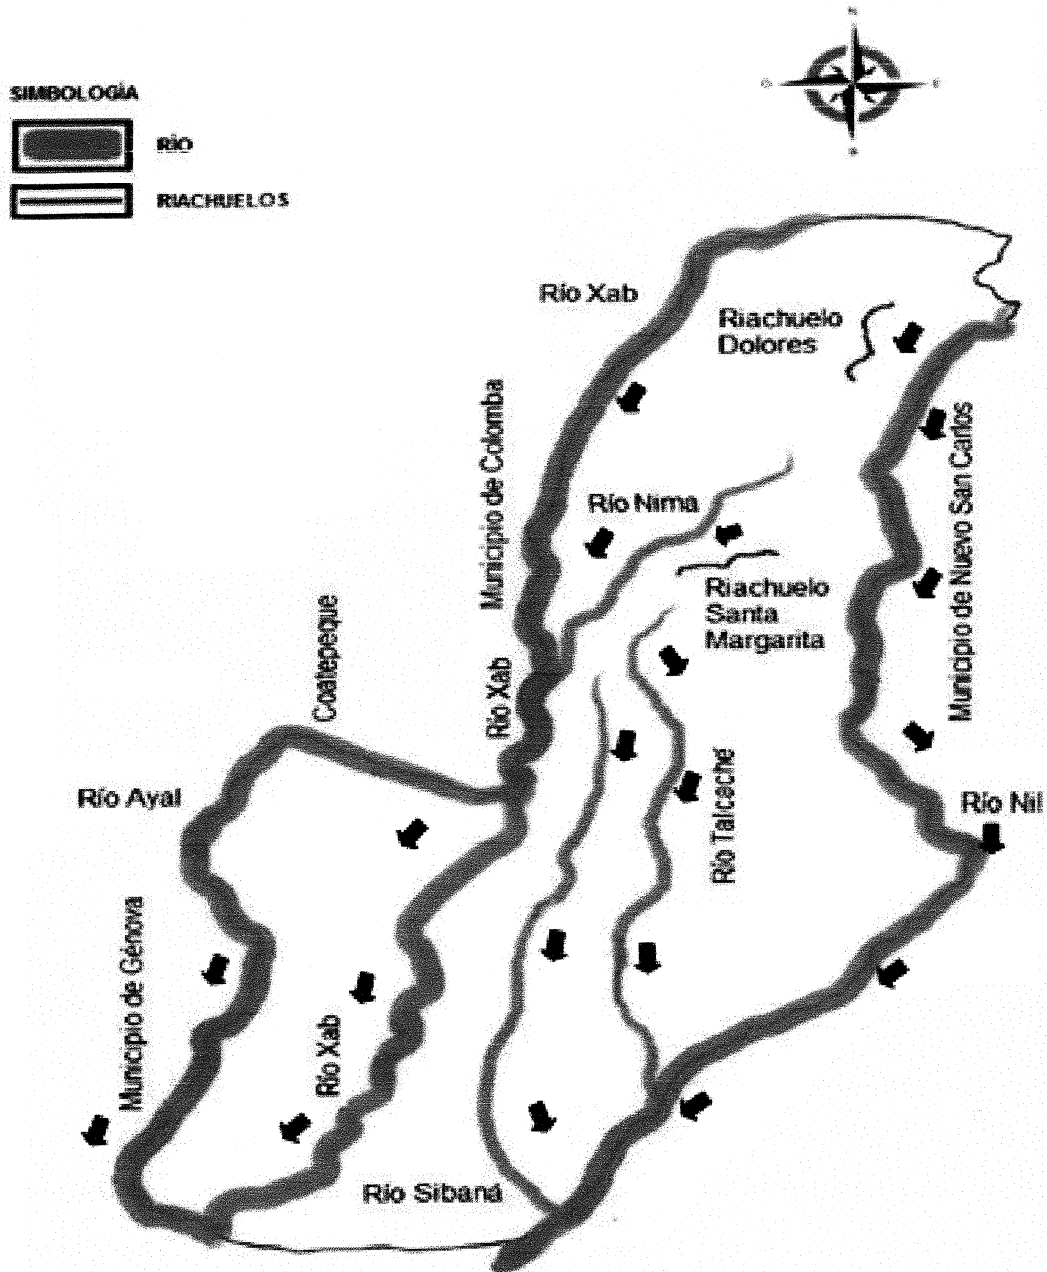 SIMBOLOGÍA
RÍO
RIACHUELOS
Río Xab
Riachuelo
Dolores
Municipio de Colomba
Río Nima
Municipio de Nuevo San Carlos
Riachuelo
Santa
Margarita
Coatepeque
Río Xab
Río Ayal
Río Talcaché
Río Nil
Municipio de Génova
Río Xab
Río Sibaná